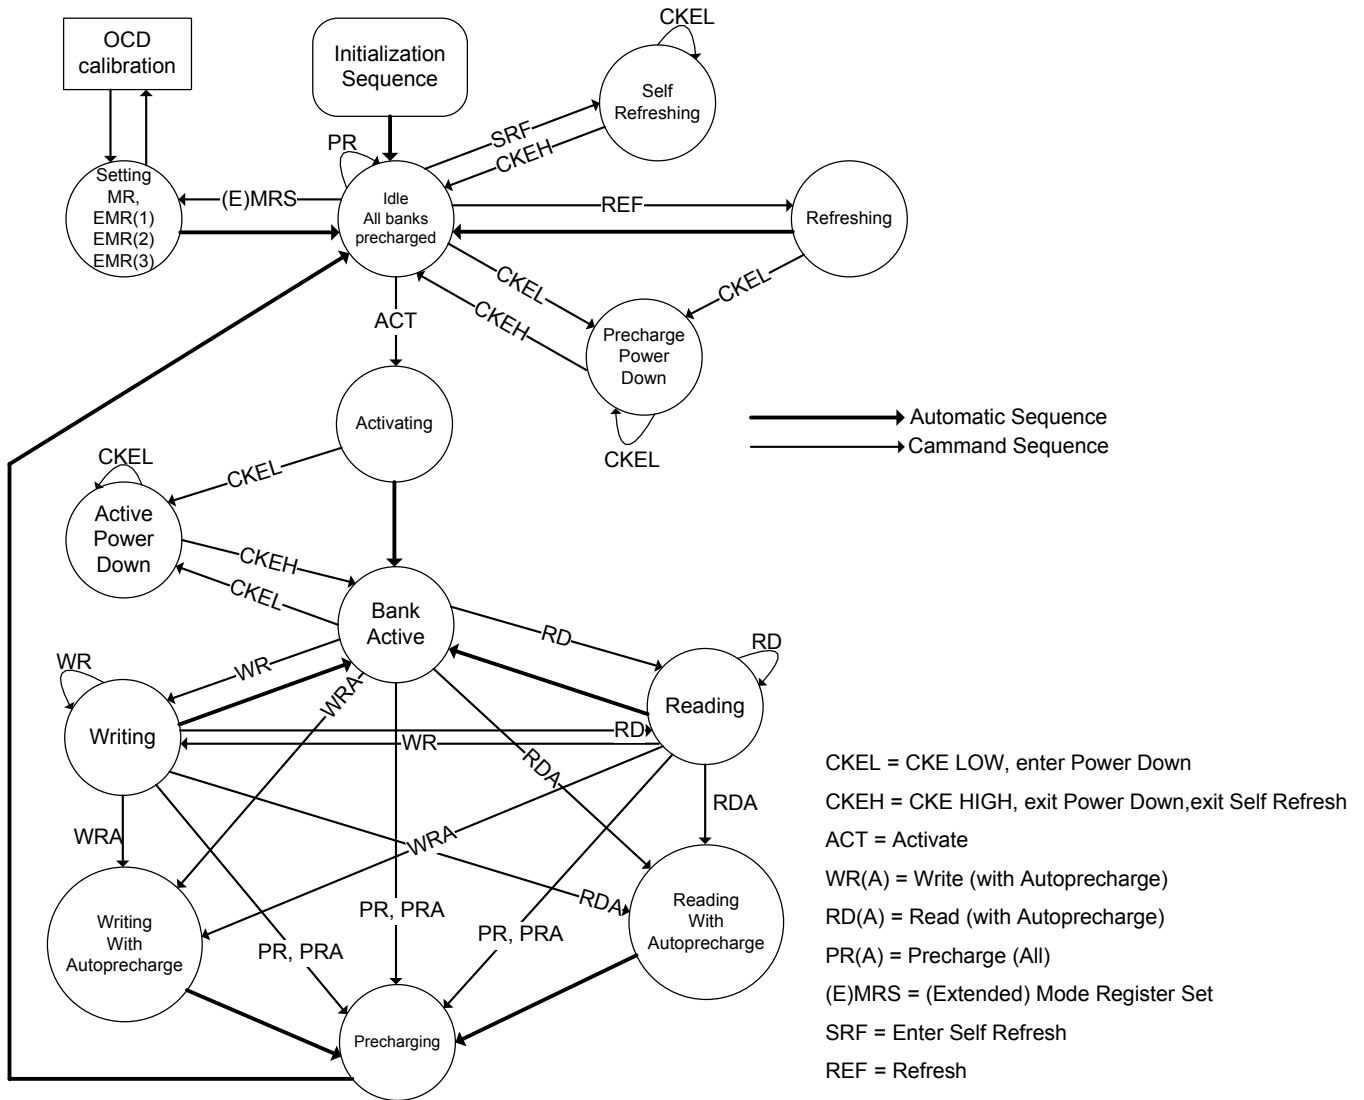 OCD
calibration
Initialization
Sequence
CKEL
Self
Refreshing
SRF
CKEH
PR
Setting
MR,
EMR(1)
EMR(2)
EMR(3)
(E)MRS
Idle
All banks
precharged
REF
Refreshing
CKEL
CKEH
CKEL
ACT
Precharge
Power
Down
CKEL
Activating
Automatic Sequence
Cammand Sequence
CKEL
CKEL
Active
Power
Down
CKEH
CKEL
Bank
Active
RD
RD
WR
WR
WRA
Reading
Writing
RD
WR
RDA
RDA
WRA
WRA
RDA
PR, PRA
PR, PRA
PR, PRA
Writing
With
Autoprecharge
Reading
With
Autoprecharge
Precharging
CKEL = CKE LOW, enter Power Down
CKEH = CKE HIGH, exit Power Down,exit Self Refresh
ACT = Activate
WR(A) = Write (with Autoprecharge)
RD(A) = Read (with Autoprecharge)
PR(A) = Precharge (All)
(E)MRS = (Extended) Mode Register Set
SRF = Enter Self Refresh
REF = Refresh